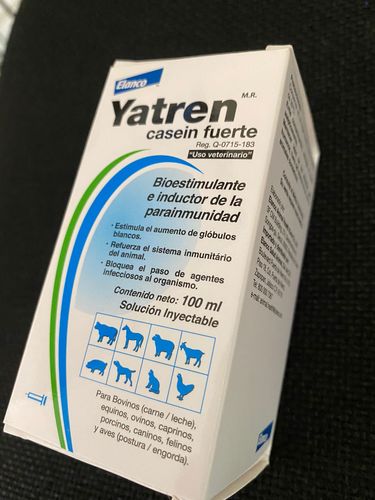 Elanco
Yatren M.R.
casein fuerte
Reg. Q-0715-183
"Uso veterinario"
Bioestimulante
e inductor de la
parainmunidad
· Estimula el aumento de glóbulos
blancos.
· Refuerza el sistema inmunitario
del animal.
· Bloquea el paso de agentes
infecciosos al organismo.
Contenido neto: 100 ml
Solución Inyectable
Para Bovinos (carne / leche),
equinos, ovinos, caprinos,
porcinos, caninos, felinos
y aves (postura / engorda).
Elanco